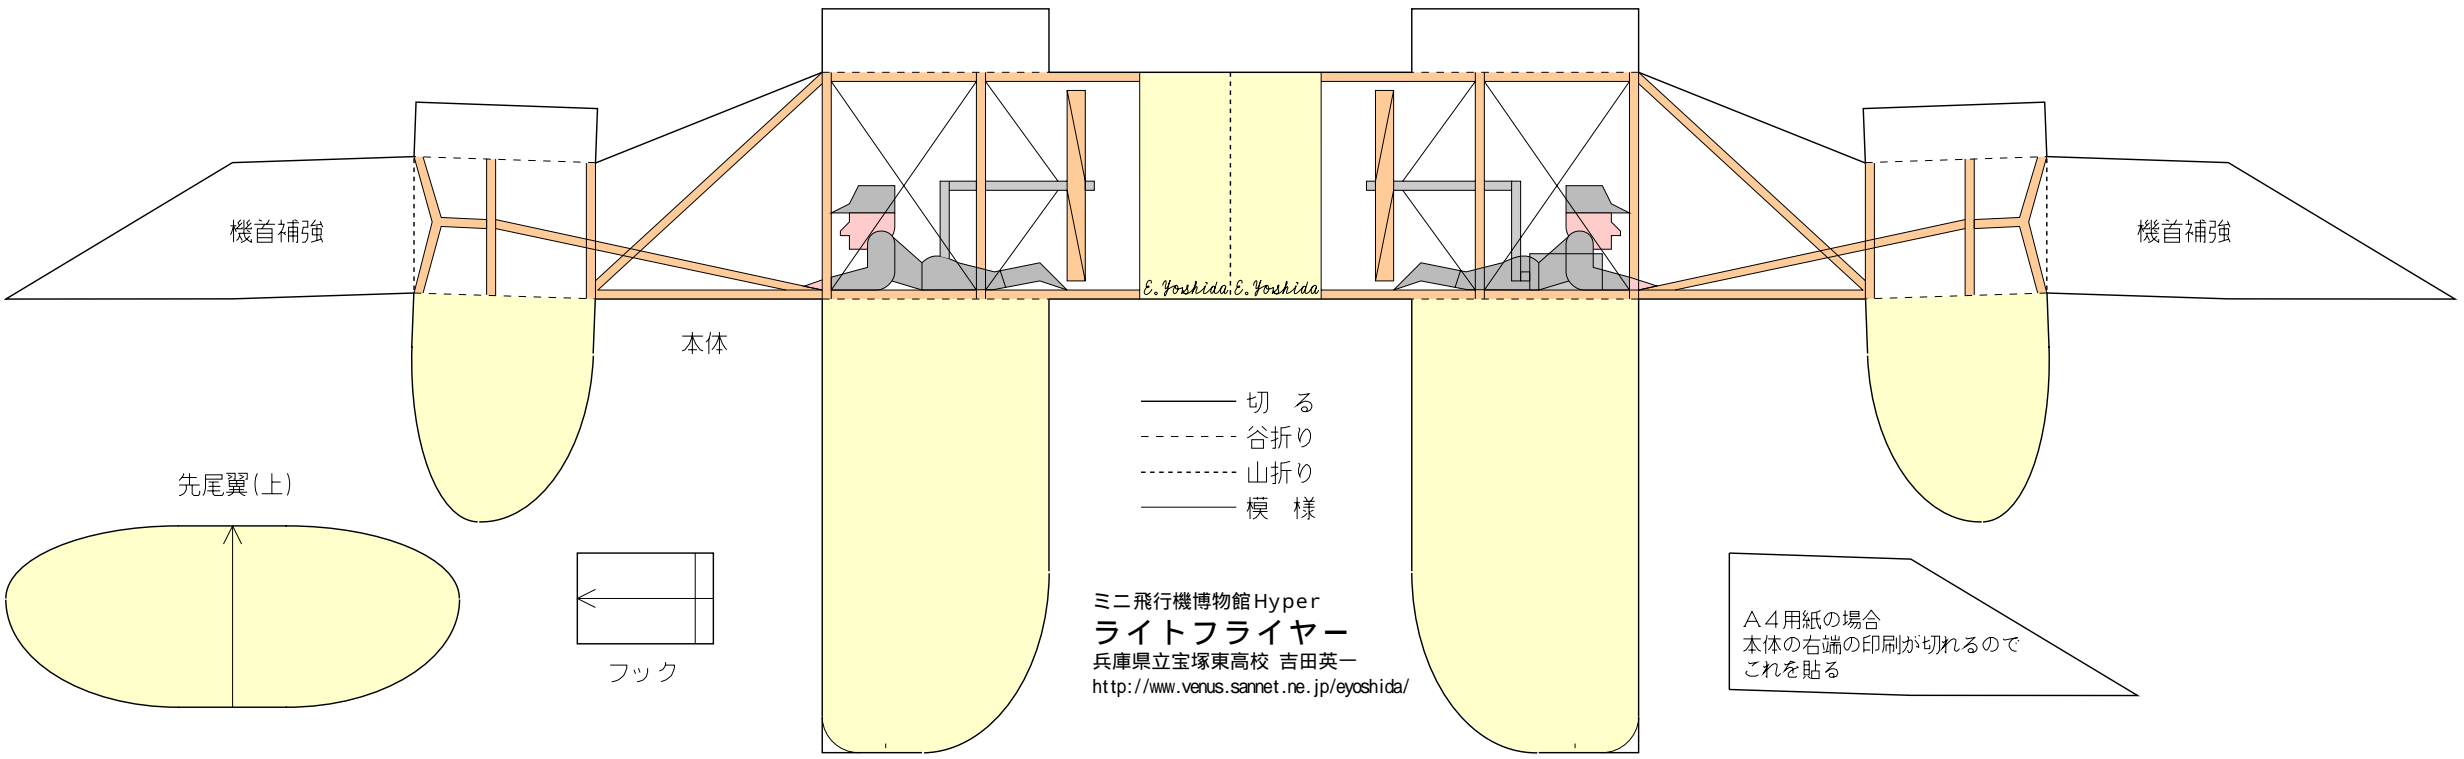 機首補強
機首補強
E.Yoshida
E.Yoshida
本体
切　る
谷折り
山折り
模　様
先尾翼(上)
フック
ミニ飛行機博物館Hyper
ライトフライヤー
兵庫県立宝塚東高校 吉田英一
http://www.venus.sannet.ne.jp/eyoshida/
A4用紙の場合
本体の右端の印刷が切れるので
これを貼る